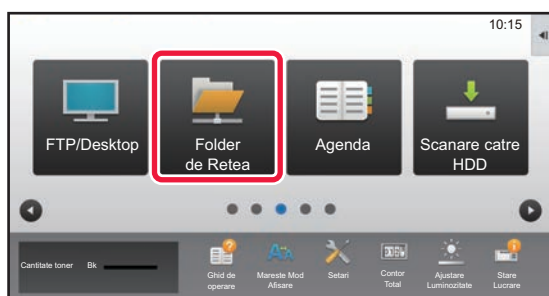 10:15
FTP/Desktop
Folder
de Retea
Agenda
Scanare catre
HDD
Cantitate toner
Bk
Ghid de
operare
Mareste Mod
Afisare
Setari
Contor
Total
Ajustare
Luminozitate
Stare
Lucrare